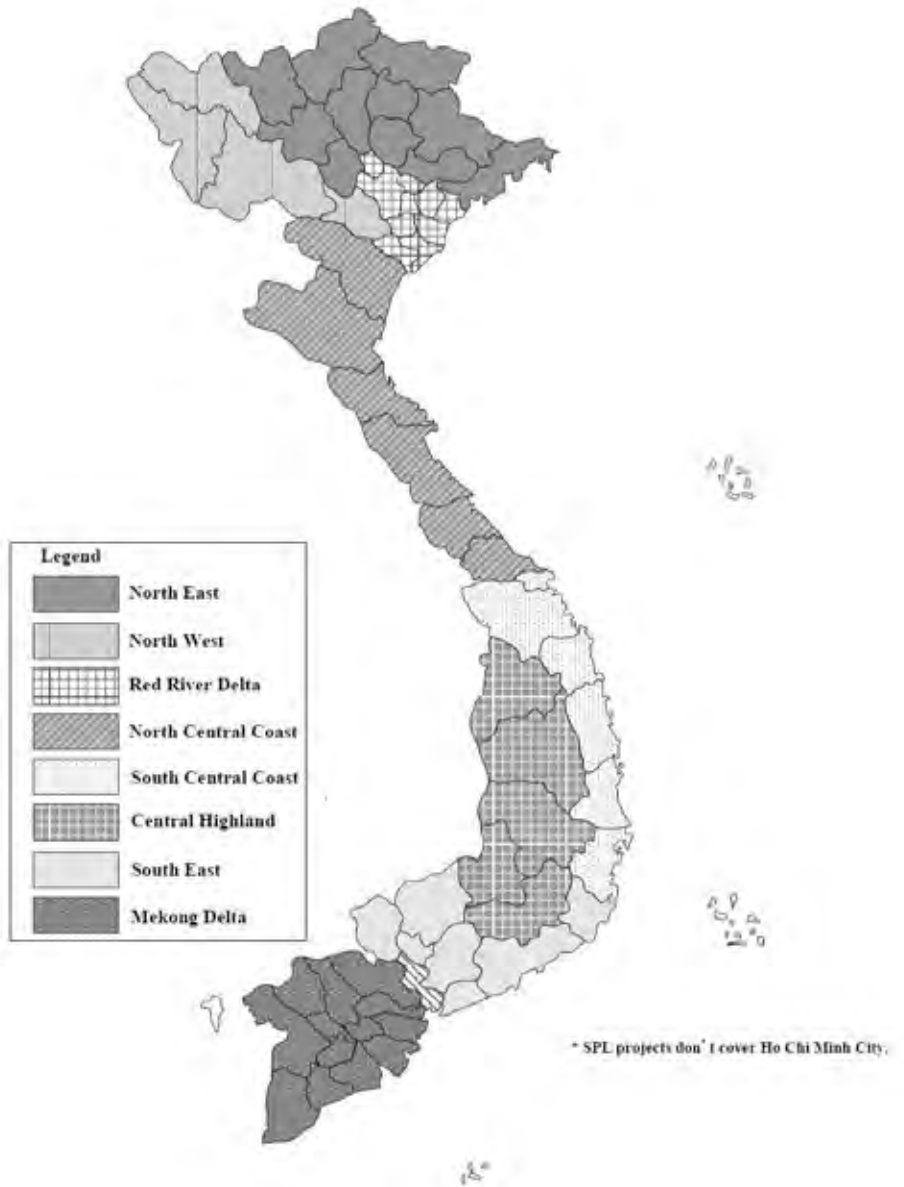 Legend
North East
North West
Red River Delta
North Central Coast
South Central Coast
Central Highland
South East
Mekong Delta
* SPL projects don't cover Ho Chi Minh City.